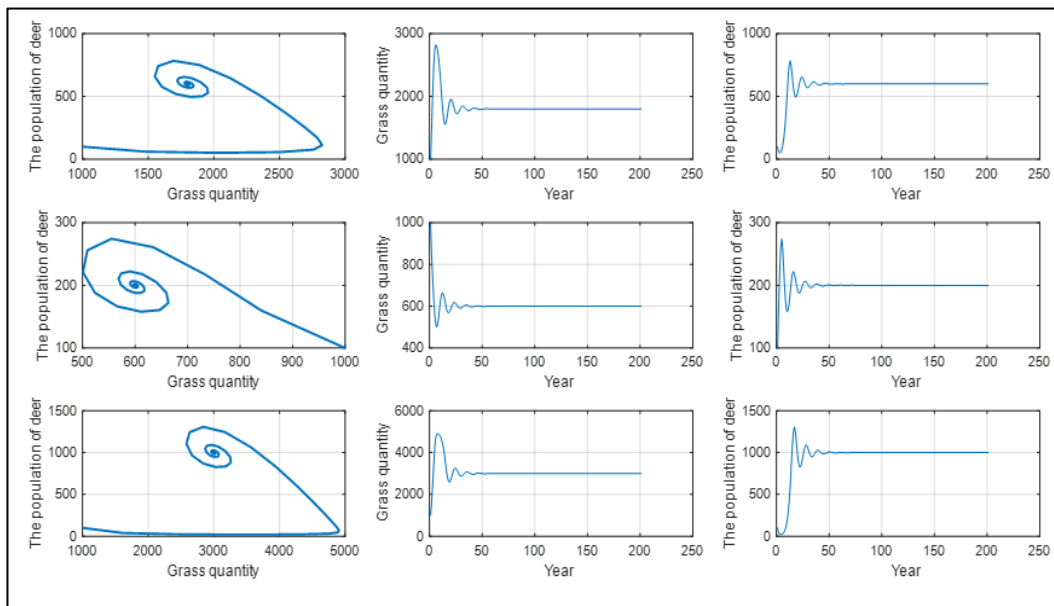 The population of deer
1000
500
0
1000 1500 2000 2500 3000
Grass quantity
Grass quantity
3000
2000
1000
0 50 100 150 200 250
Year
The population of deer
1000
500
0
0 50 100 150 200 250
Year
The population of deer
300
200
100
500 600 700 800 900 1000
Grass quantity
Grass quantity
1000
800
600
400
0 50 100 150 200 250
Year
The population of deer
300
200
100
0 50 100 150 200 250
Year
The population of deer
1500
1000
500
0
1000 2000 3000 4000 5000
Grass quantity
Grass quantity
6000
4000
2000
0
0 50 100 150 200 250
Year
The population of deer
1500
1000
500
0
0 50 100 150 200 250
Year